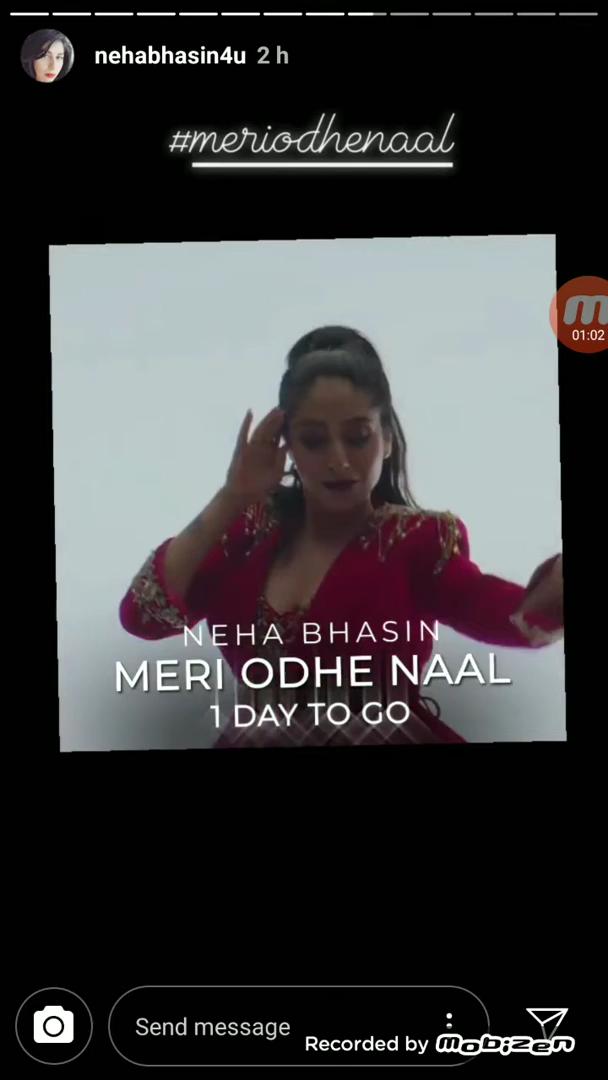 nehabhasin4u 2 h
#meriodhenaal
01:02
NEHA BHASIN
MERI ODHE NAAL
1 DAY TO GO
Send message
Recorded by mobizen